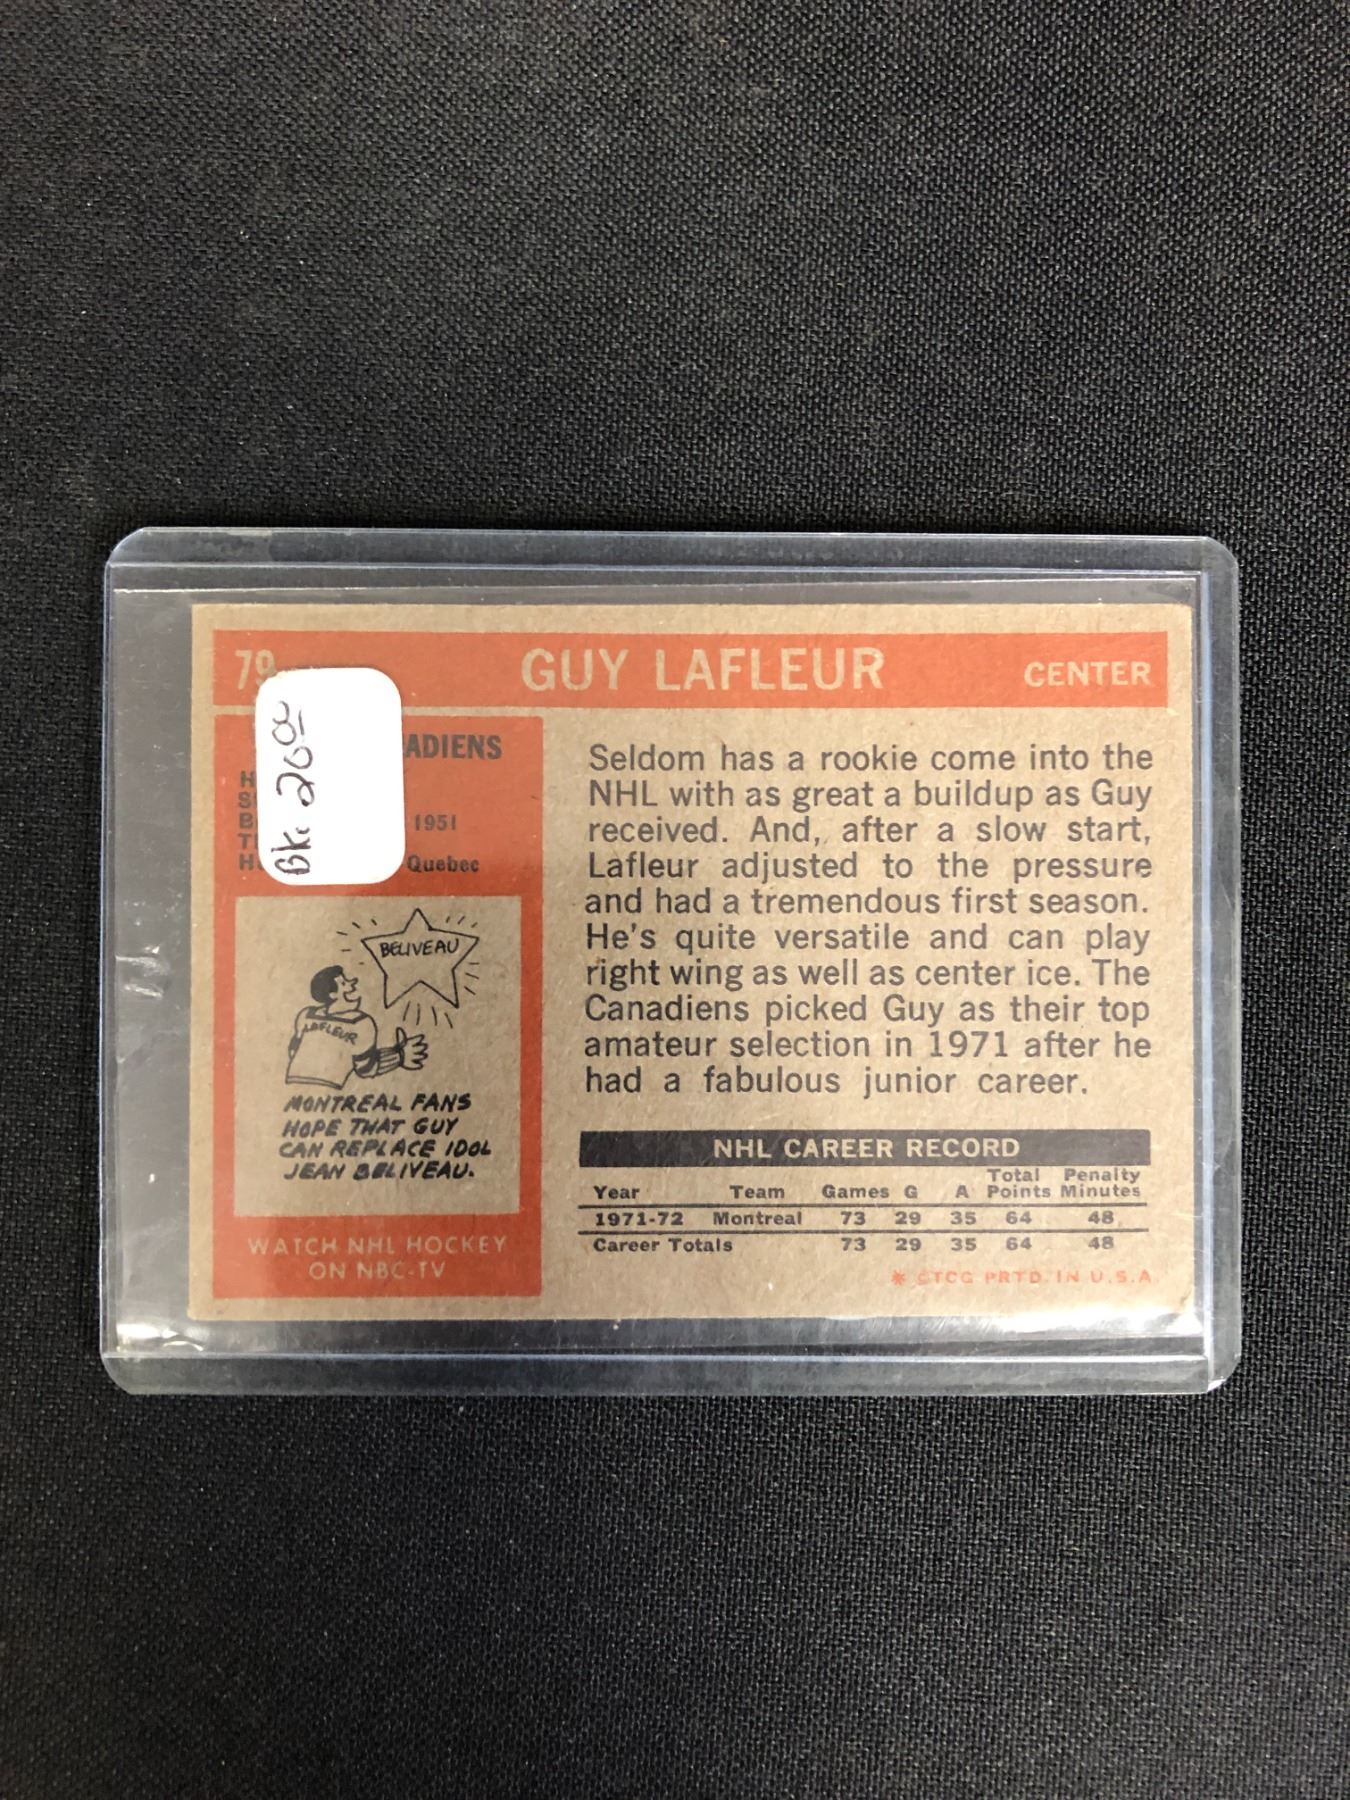 79 GUY LAFLEUR CENTER
Bk. 20.00
ADIENS
H
S
B 1951
T
H Quebec
BELIVEAU
LAFLEUR
MONTREAL FANS
HOPE THAT GUY
CAN REPLACE IDOL
JEAN BELIVEAU.
WATCH NHL HOCKEY
ON NBC-TV
Seldom has a rookie come into the
NHL with as great a buildup as Guy
received. And, after a slow start,
Lafleur adjusted to the pressure
and had a tremendous first season.
He's quite versatile and can play
right wing as well as center ice. The
Canadiens picked Guy as their top
amateur selection in 1971 after he
had a fabulous junior career.
NHL CAREER RECORD
Year Team Games G A Total Points Penalty Minutes
1971-72 Montreal 73 29 35 64 48
Career Totals 73 29 35 64 48
* ©TCG PRTD. IN U.S.A.